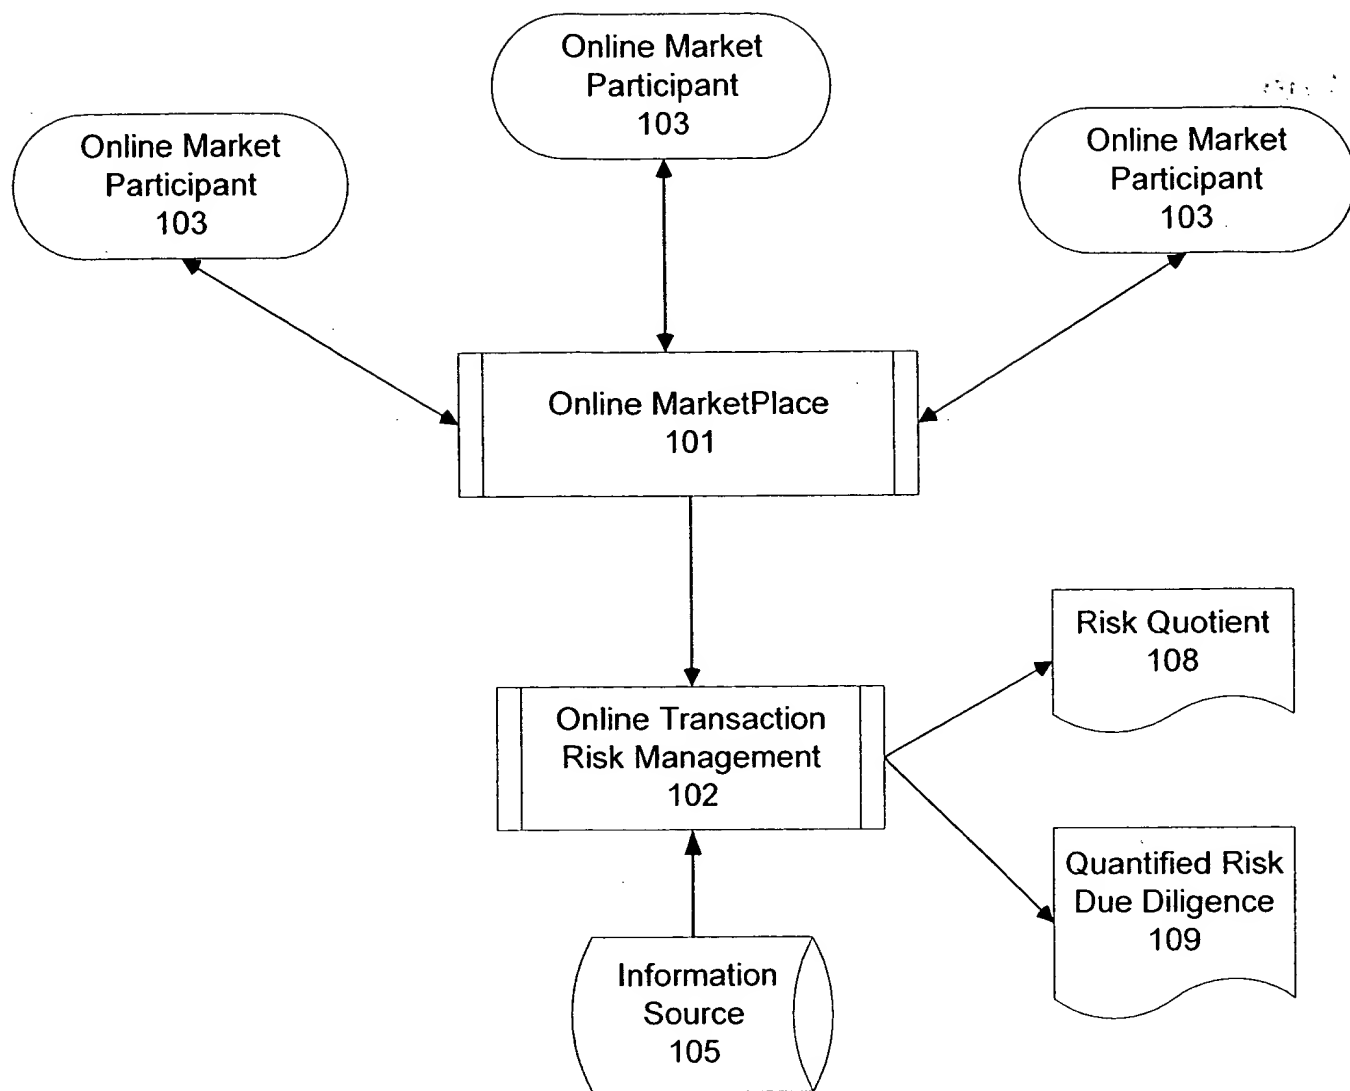 Online Market
Participant
103
Online Market
Participant
103
Online Market
Participant
103
Online MarketPlace
101
Risk Quotient
108
Online Transaction
Risk Management
102
Quantified Risk
Due Diligence
109
Information
Source
105